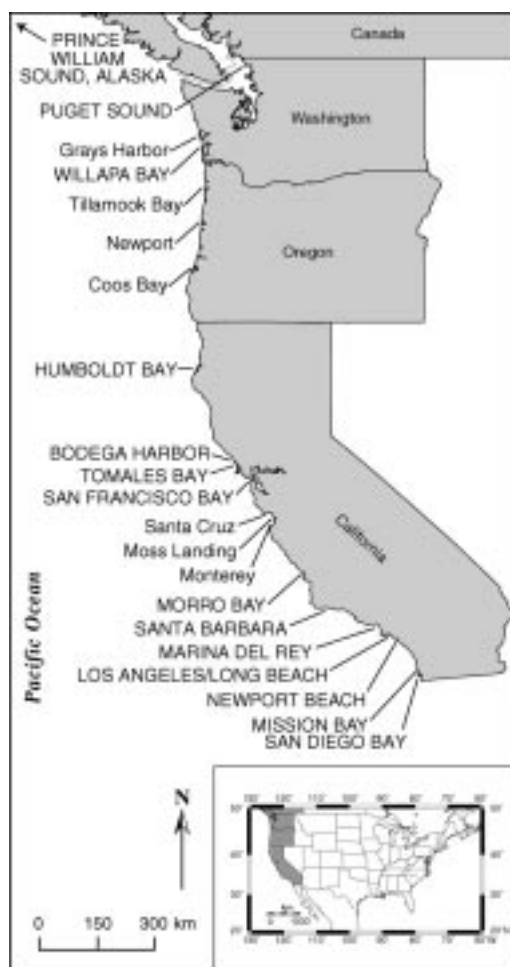 Canada
PRINCE
WILLIAM
SOUND, ALASKA
PUGET SOUND
Washington
Grays Harbor
WILLAPA BAY
Tillamook Bay
Newport
Oregon
Coos Bay
HUMBOLDT BAY
BODEGA HARBOR
TOMALES BAY
SAN FRANCISCO BAY
Santa Cruz
California
Moss Landing
Monterey
MORRO BAY
SANTA BARBARA
MARINA DEL REY
LOS ANGELES/LONG BEACH
NEWPORT BEACH
MISSION BAY
SAN DIEGO BAY
Pacific Ocean
N
0 150 300 km